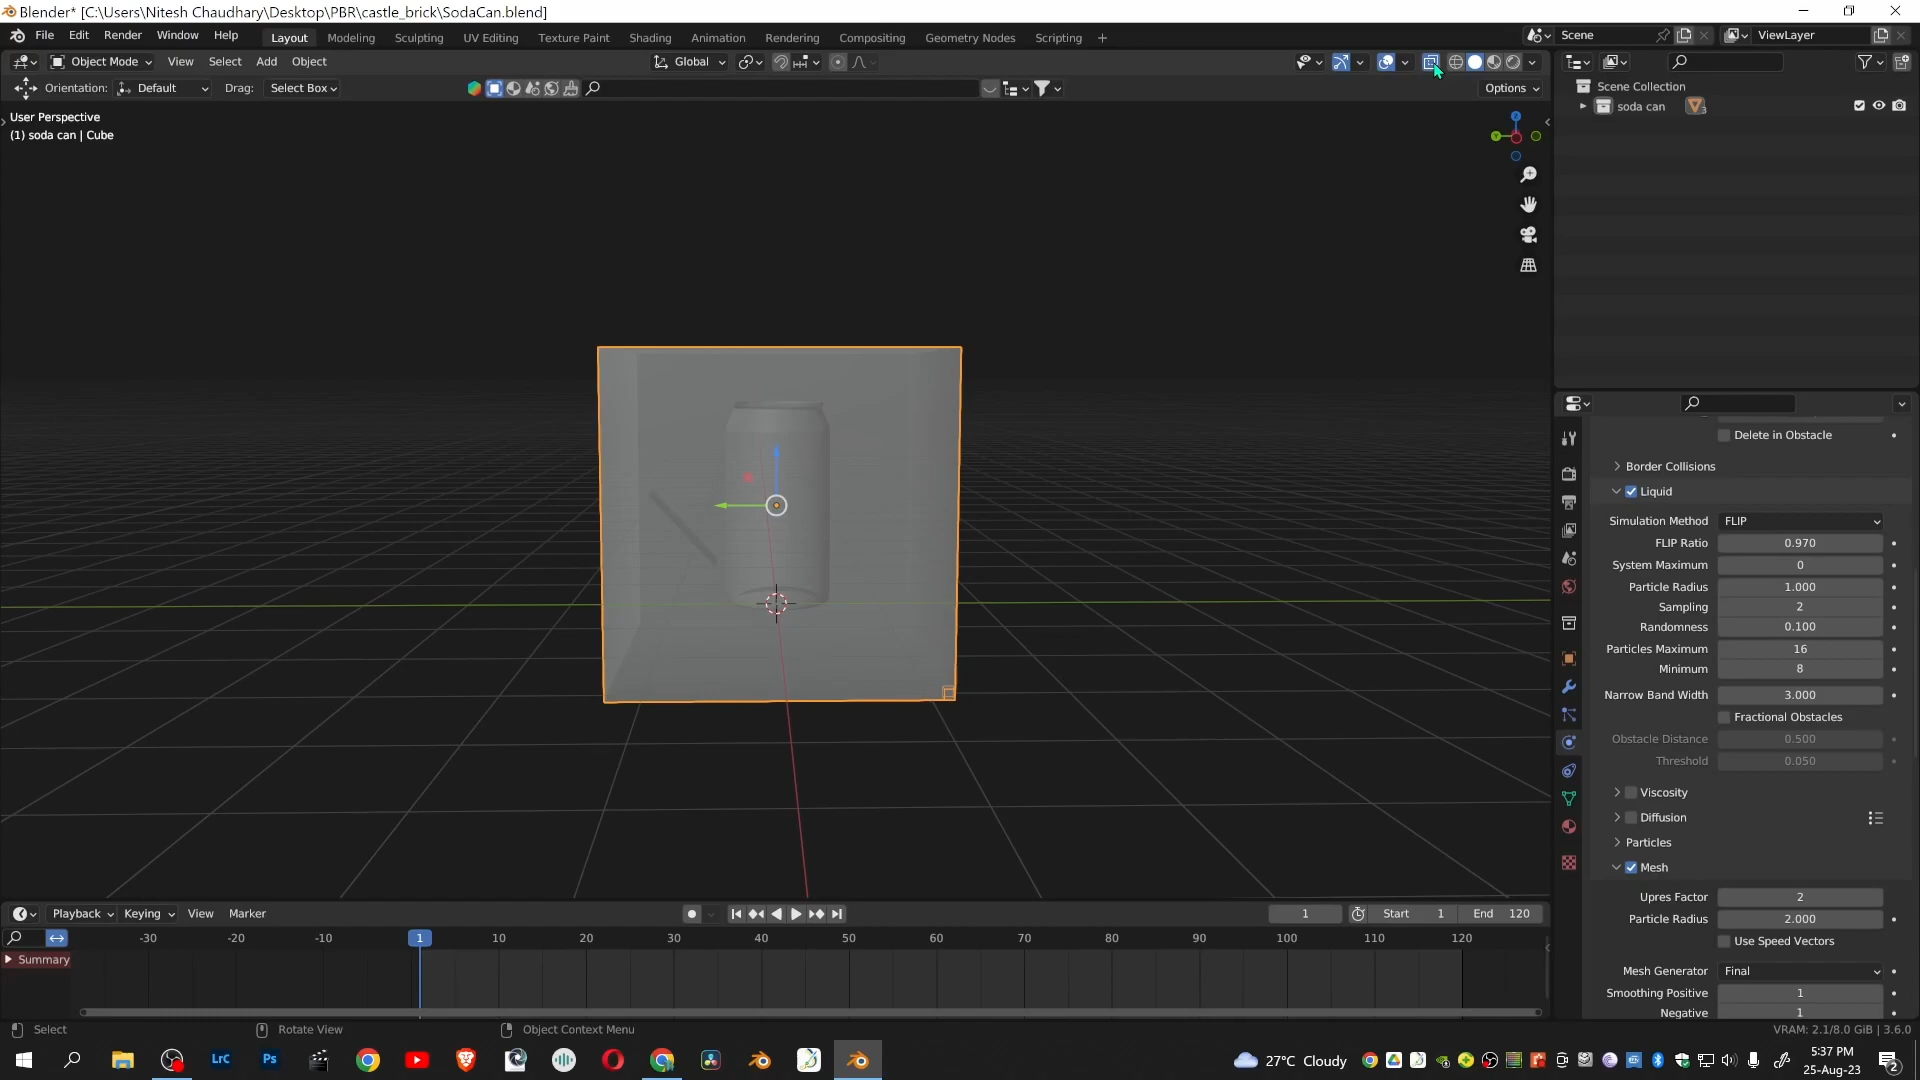 Blender* [C:\Users\Nitesh Chaudhary\Desktop\PBR\castle_brick\SodaCan.blend]
File Edit Render Window Help Layout Modeling Sculpting UV Editing Texture Paint Shading Animation Rendering Compositing Geometry Nodes Scripting + Scene ViewLayer
Object Mode View Select Add Object Global
Orientation: Default Drag: Select Box Options
Scene Collection
soda can 3
User Perspective
(1) soda can | Cube
Delete in Obstacle
Border Collisions
Liquid
Simulation Method FLIP
FLIP Ratio 0.970
System Maximum 0
Particle Radius 1.000
Sampling 2
Randomness 0.100
Particles Maximum 16
Minimum 8
Narrow Band Width 3.000
Fractional Obstacles
Obstacle Distance 0.500
Threshold 0.050
Viscosity
Diffusion
Particles
Mesh
Upres Factor 2
Particle Radius 2.000
Use Speed Vectors
Mesh Generator Final
Smoothing Positive 1
Negative 1
Playback Keying View Marker 1 Start 1 End 120
-30 -20 -10 1 10 20 30 40 50 60 70 80 90 100 110 120
Summary
Select Rotate View Object Context Menu VRAM: 2.1/8.0 GiB | 3.6.0
LrC Ps 27°C Cloudy 5:37 PM
25-Aug-23 2